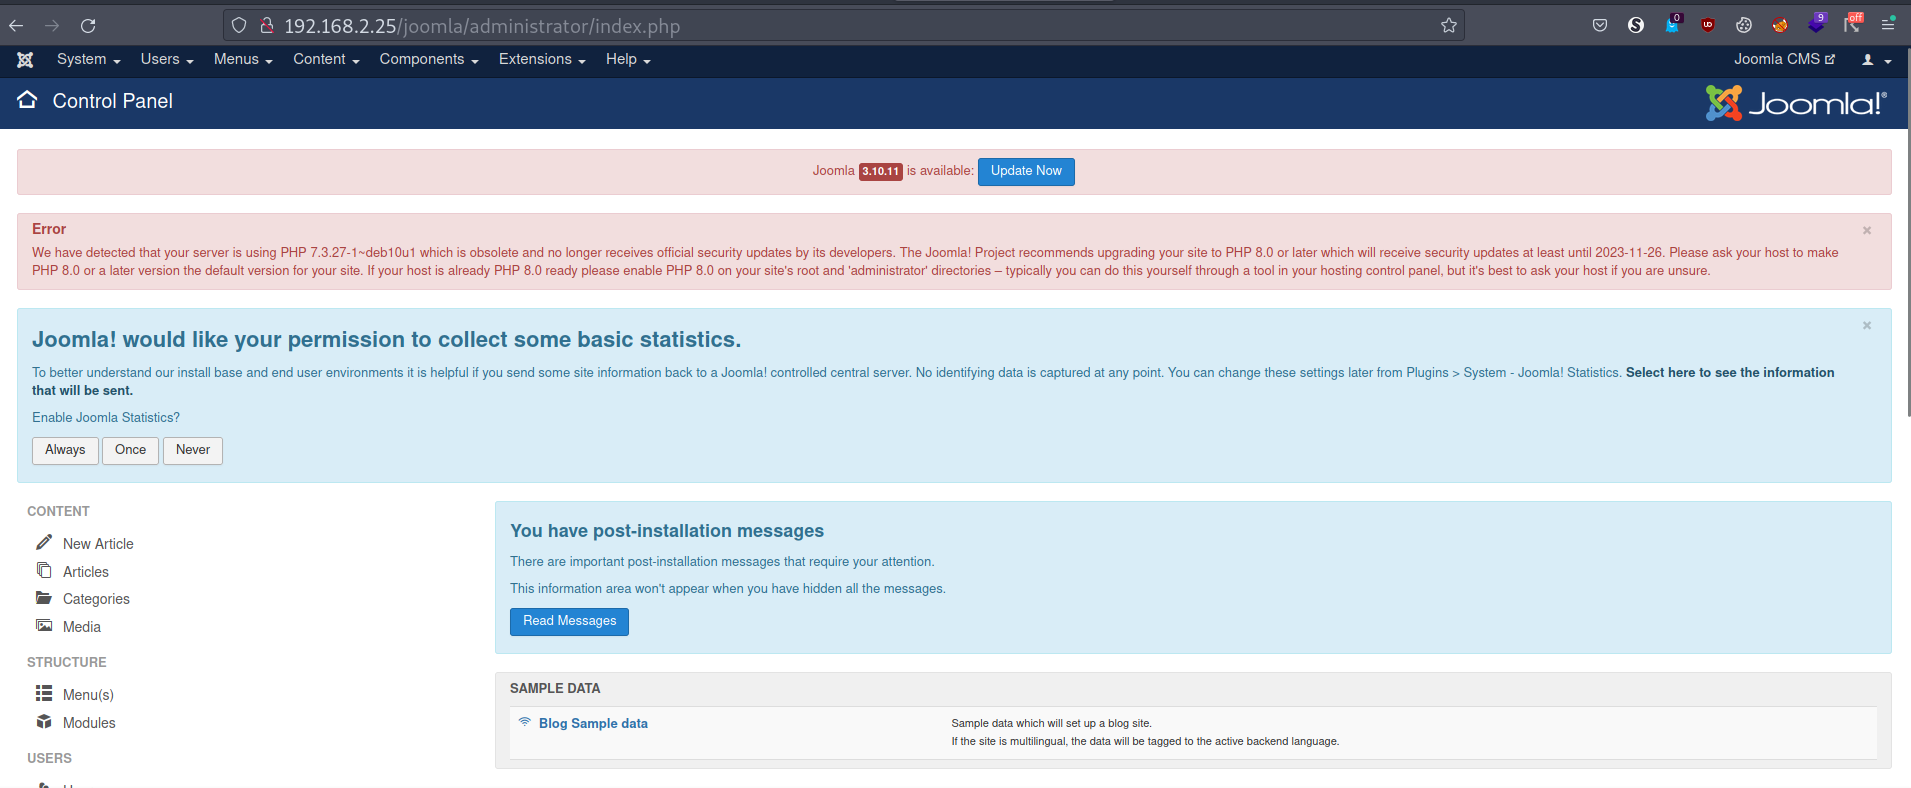 192.168.2.25/joomla/administrator/index.php
0
9
off
System Users Menus Content Components Extensions Help Joomla CMS
Control Panel
Joomla!®
Joomla 3.10.11 is available: Update Now
Error
We have detected that your server is using PHP 7.3.27-1~deb10u1 which is obsolete and no longer receives official security updates by its developers. The Joomla! Project recommends upgrading your site to PHP 8.0 or later which will receive security updates at least until 2023-11-26. Please ask your host to make
PHP 8.0 or a later version the default version for your site. If your host is already PHP 8.0 ready please enable PHP 8.0 on your site's root and 'administrator' directories – typically you can do this yourself through a tool in your hosting control panel, but it's best to ask your host if you are unsure.
Joomla! would like your permission to collect some basic statistics.
To better understand our install base and end user environments it is helpful if you send some site information back to a Joomla! controlled central server. No identifying data is captured at any point. You can change these settings later from Plugins > System - Joomla! Statistics. Select here to see the information
that will be sent.
Enable Joomla Statistics?
Always Once Never
CONTENT
New Article
Articles
Categories
Media
STRUCTURE
Menu(s)
Modules
USERS
You have post-installation messages
There are important post-installation messages that require your attention.
This information area won't appear when you have hidden all the messages.
Read Messages
SAMPLE DATA
Blog Sample data
Sample data which will set up a blog site.
If the site is multilingual, the data will be tagged to the active backend language.